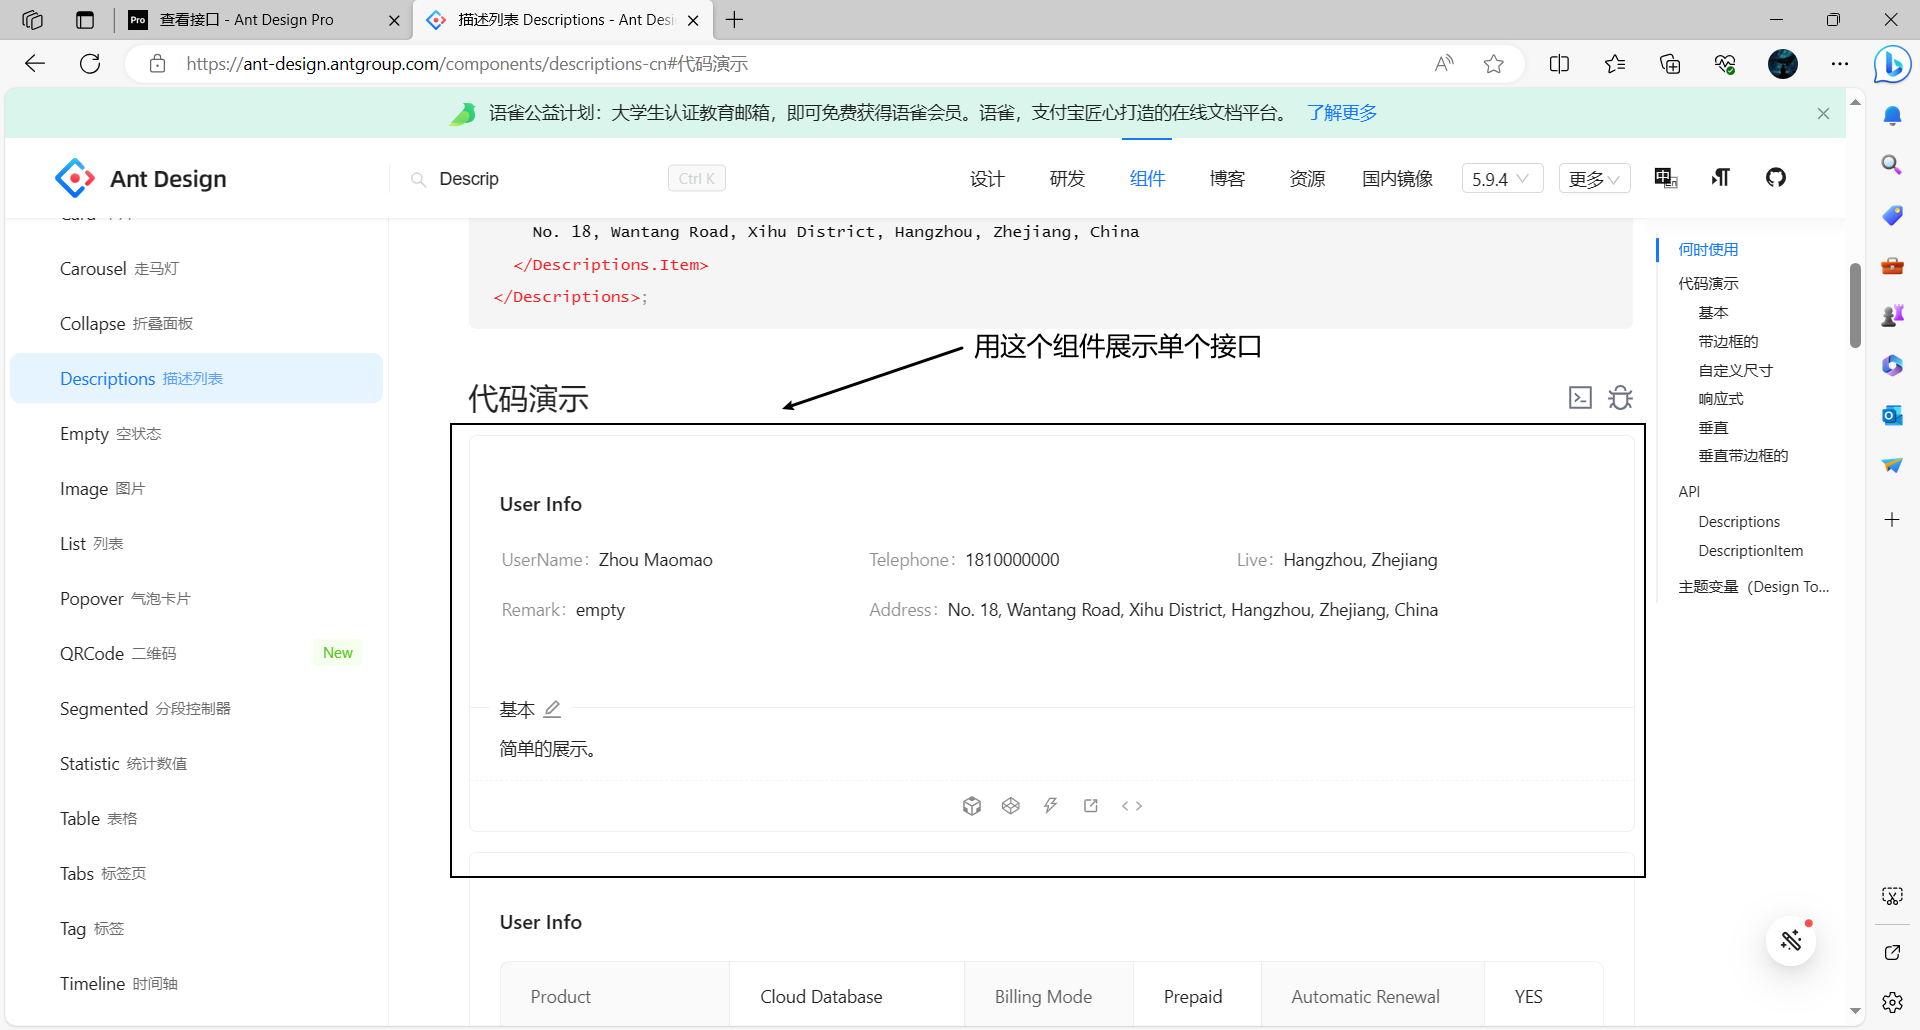 查看接口 - Ant Design Pro
描述列表 Descriptions - Ant Desi
https://ant-design.antgroup.com/components/descriptions-cn#代码演示
语雀公益计划：大学生认证教育邮箱，即可免费获得语雀会员。语雀，支付宝匠心打造的在线文档平台。 了解更多
Ant Design
Descrip
Ctrl K
设计
研发
组件
博客
资源
国内镜像
5.9.4
更多
Carousel 走马灯
Collapse 折叠面板
Descriptions 描述列表
Empty 空状态
Image 图片
List 列表
Popover 气泡卡片
QRCode 二维码 New
Segmented 分段控制器
Statistic 统计数值
Table 表格
Tabs 标签页
Tag 标签
Timeline 时间轴
No. 18, Wantang Road, Xihu District, Hangzhou, Zhejiang, China
</Descriptions.Item>
</Descriptions>;
用这个组件展示单个接口
代码演示
User Info
UserName: Zhou Maomao
Telephone: 1810000000
Live: Hangzhou, Zhejiang
Remark: empty
Address: No. 18, Wantang Road, Xihu District, Hangzhou, Zhejiang, China
基本
简单的展示。
User Info
Product
Cloud Database
Billing Mode
Prepaid
Automatic Renewal
YES
何时使用
代码演示
基本
带边框的
自定义尺寸
响应式
垂直
垂直带边框的
API
Descriptions
DescriptionItem
主题变量（Design To...